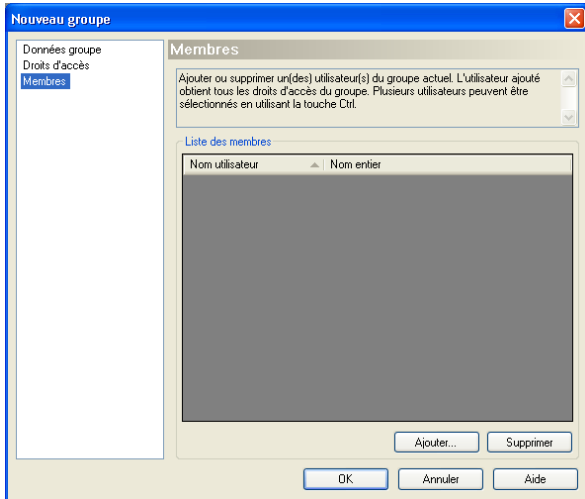 Nouveau groupe
Données groupe
Droits d'accès
Membres
Membres
Ajouter ou supprimer un(des) utilisateur(s) du groupe actuel. L'utilisateur ajouté
obtient tous les droits d'accès du groupe. Plusieurs utilisateurs peuvent être
sélectionnés en utilisant la touche Ctrl.
Liste des membres
Nom utilisateur Nom entier
Ajouter... Supprimer
OK Annuler Aide